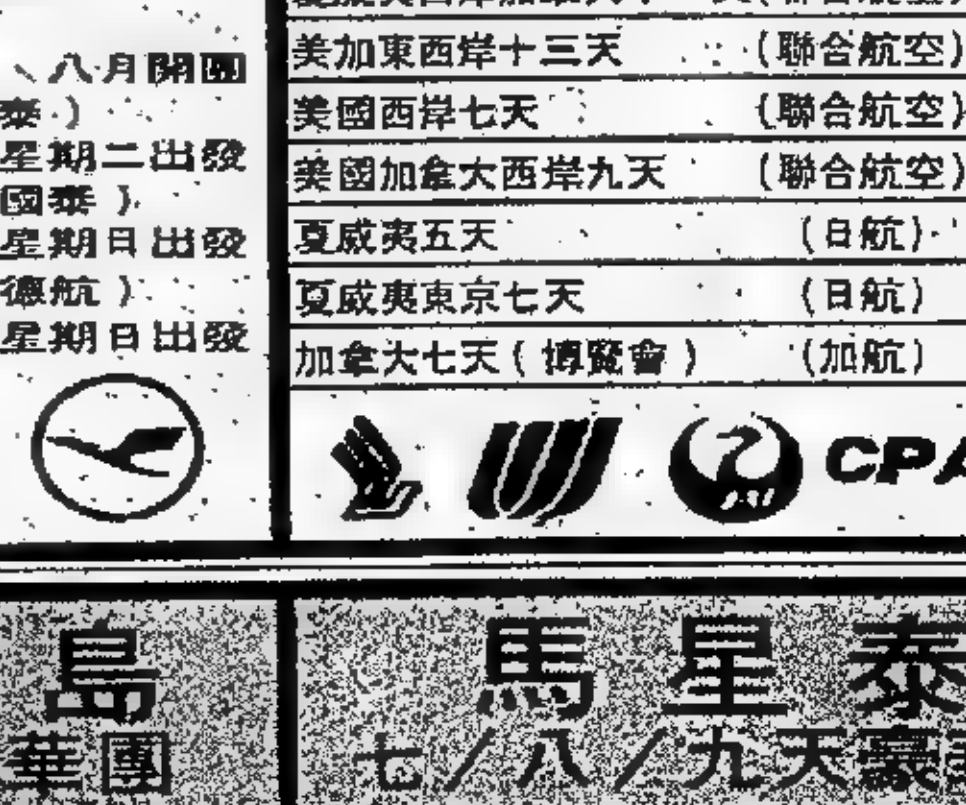 、八月開團
泰）
星期二出發
國泰）
星期日出發
德航）
星期日出發
美加東西岸十三天 （聯合航空）
美國西岸七天 （聯合航空）
美國加拿大西岸九天 （聯合航空）
夏威夷五天 （日航）
夏威夷東京七天 （日航）
加拿大七天（博覽會） （加航）
JAL
CPA
島
華團
馬星泰
七/八/九天豪